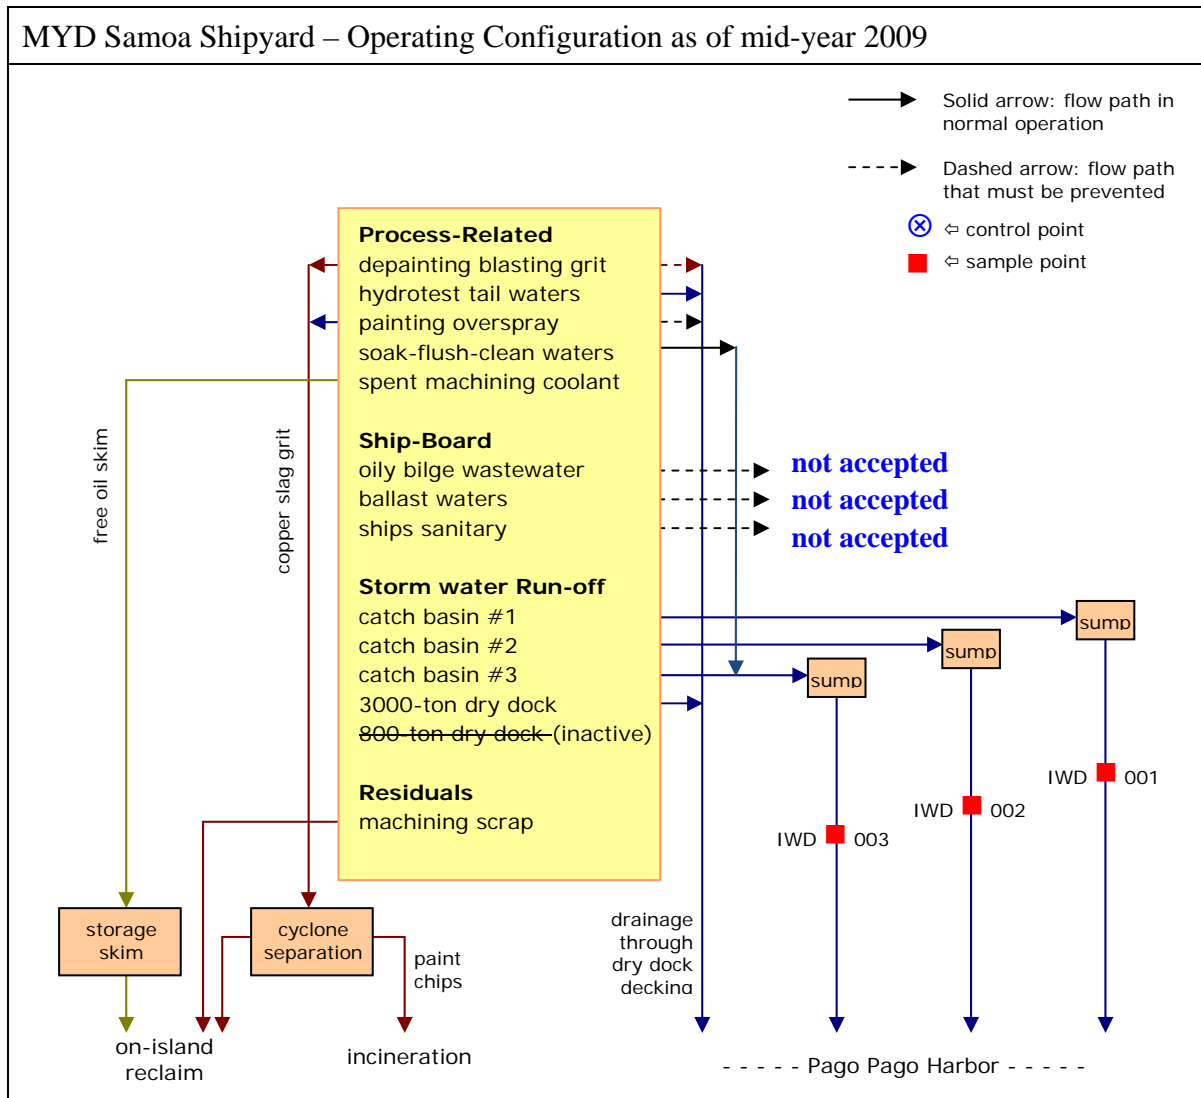 MYD Samoa Shipyard – Operating Configuration as of mid-year 2009
Solid arrow: flow path in
normal operation
Dashed arrow: flow path
that must be prevented
⇦ control point
⇦ sample point
Process-Related
depainting blasting grit
hydrotest tail waters
painting overspray
soak-flush-clean waters
spent machining coolant
Ship-Board
oily bilge wastewater
ballast waters
ships sanitary
not accepted
not accepted
not accepted
free oil skim
copper slag grit
Storm water Run-off
catch basin #1
catch basin #2
catch basin #3
3000-ton dry dock
800-ton dry dock (inactive)
sump
sump
sump
Residuals
machining scrap
IWD 001
IWD 002
IWD 003
storage
skim
cyclone
separation
paint
chips
drainage
through
dry dock
decking
on-island
reclaim
incineration
- - - - - Pago Pago Harbor - - - - -